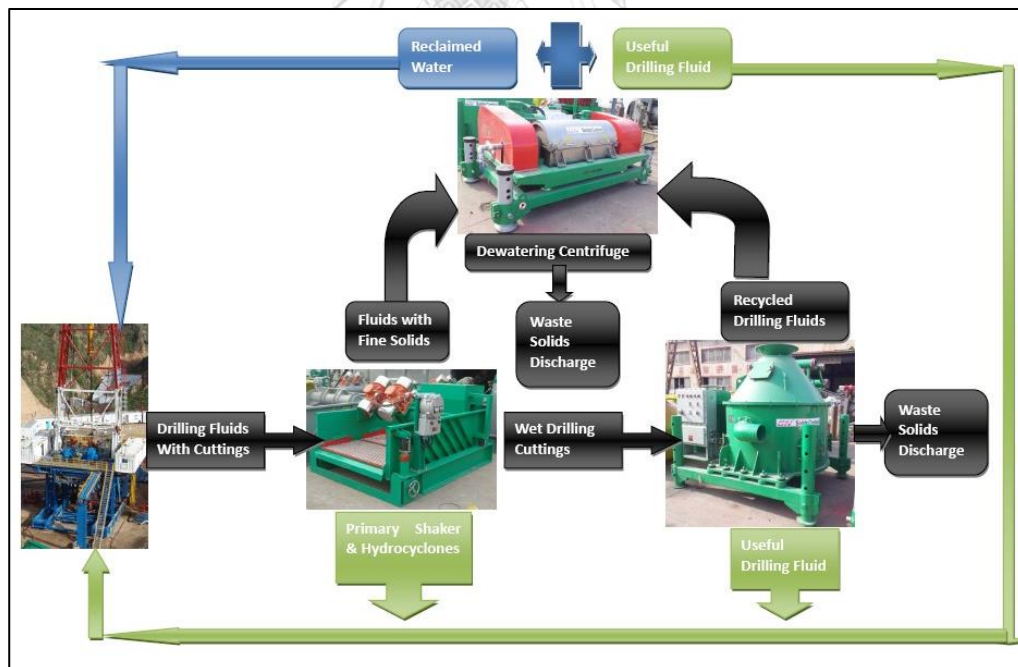 Reclaimed
Water
Useful
Drilling Fluid
Dewatering Centrifuge
Fluids with
Fine Solids
Waste
Solids
Discharge
Recycled
Drilling Fluids
Drilling Fluids
With Cuttings
Wet Drilling
Cuttings
Waste
Solids
Discharge
Primary Shaker
& Hydrocyclones
Useful
Drilling Fluid